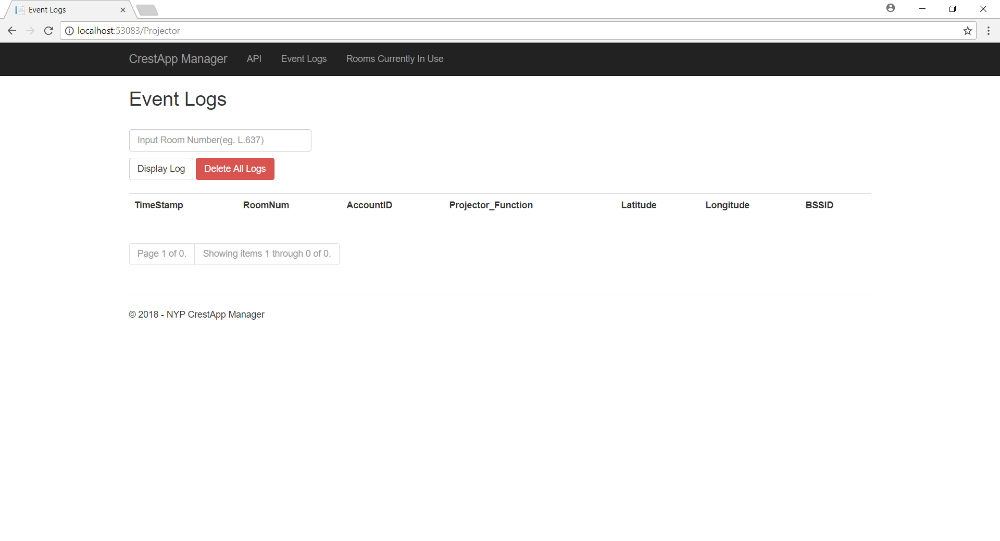 Event Logs
localhost:53083/Projector
CrestApp Manager API Event Logs Rooms Currently In Use
Event Logs
Input Room Number(eg. L.637)
Display Log Delete All Logs
TimeStamp RoomNum AccountID Projector_Function Latitude Longitude BSSID
Page 1 of 0. Showing items 1 through 0 of 0.
© 2018 - NYP CrestApp Manager